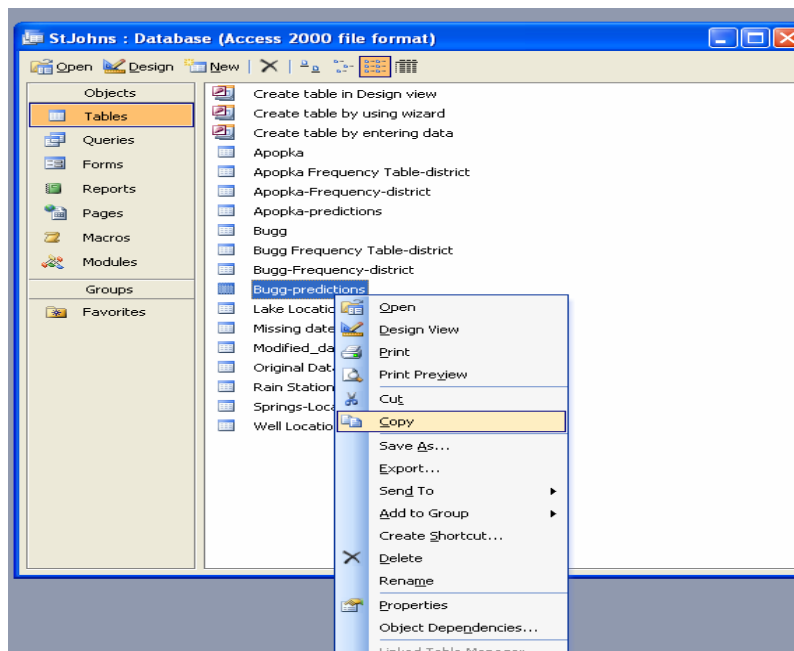 StJohns : Database (Access 2000 file format)
Open Design New
Objects
Tables
Queries
Forms
Reports
Pages
Macros
Modules
Groups
Favorites
Create table in Design view
Create table by using wizard
Create table by entering data
Apopka
Apopka Frequency Table-district
Apopka-Frequency-district
Apopka-predictions
Bugg
Bugg Frequency Table-district
Bugg-Frequency-district
Bugg-predictions
Lake Locatio
Missing date
Modified_da
Original Dat
Rain Station
Springs-Loca
Well Locatio
Open
Design View
Print
Print Preview
Cut
Copy
Save As...
Export...
Send To
Add to Group
Create Shortcut...
Delete
Rename
Properties
Object Dependencies...
Linked Table Manager